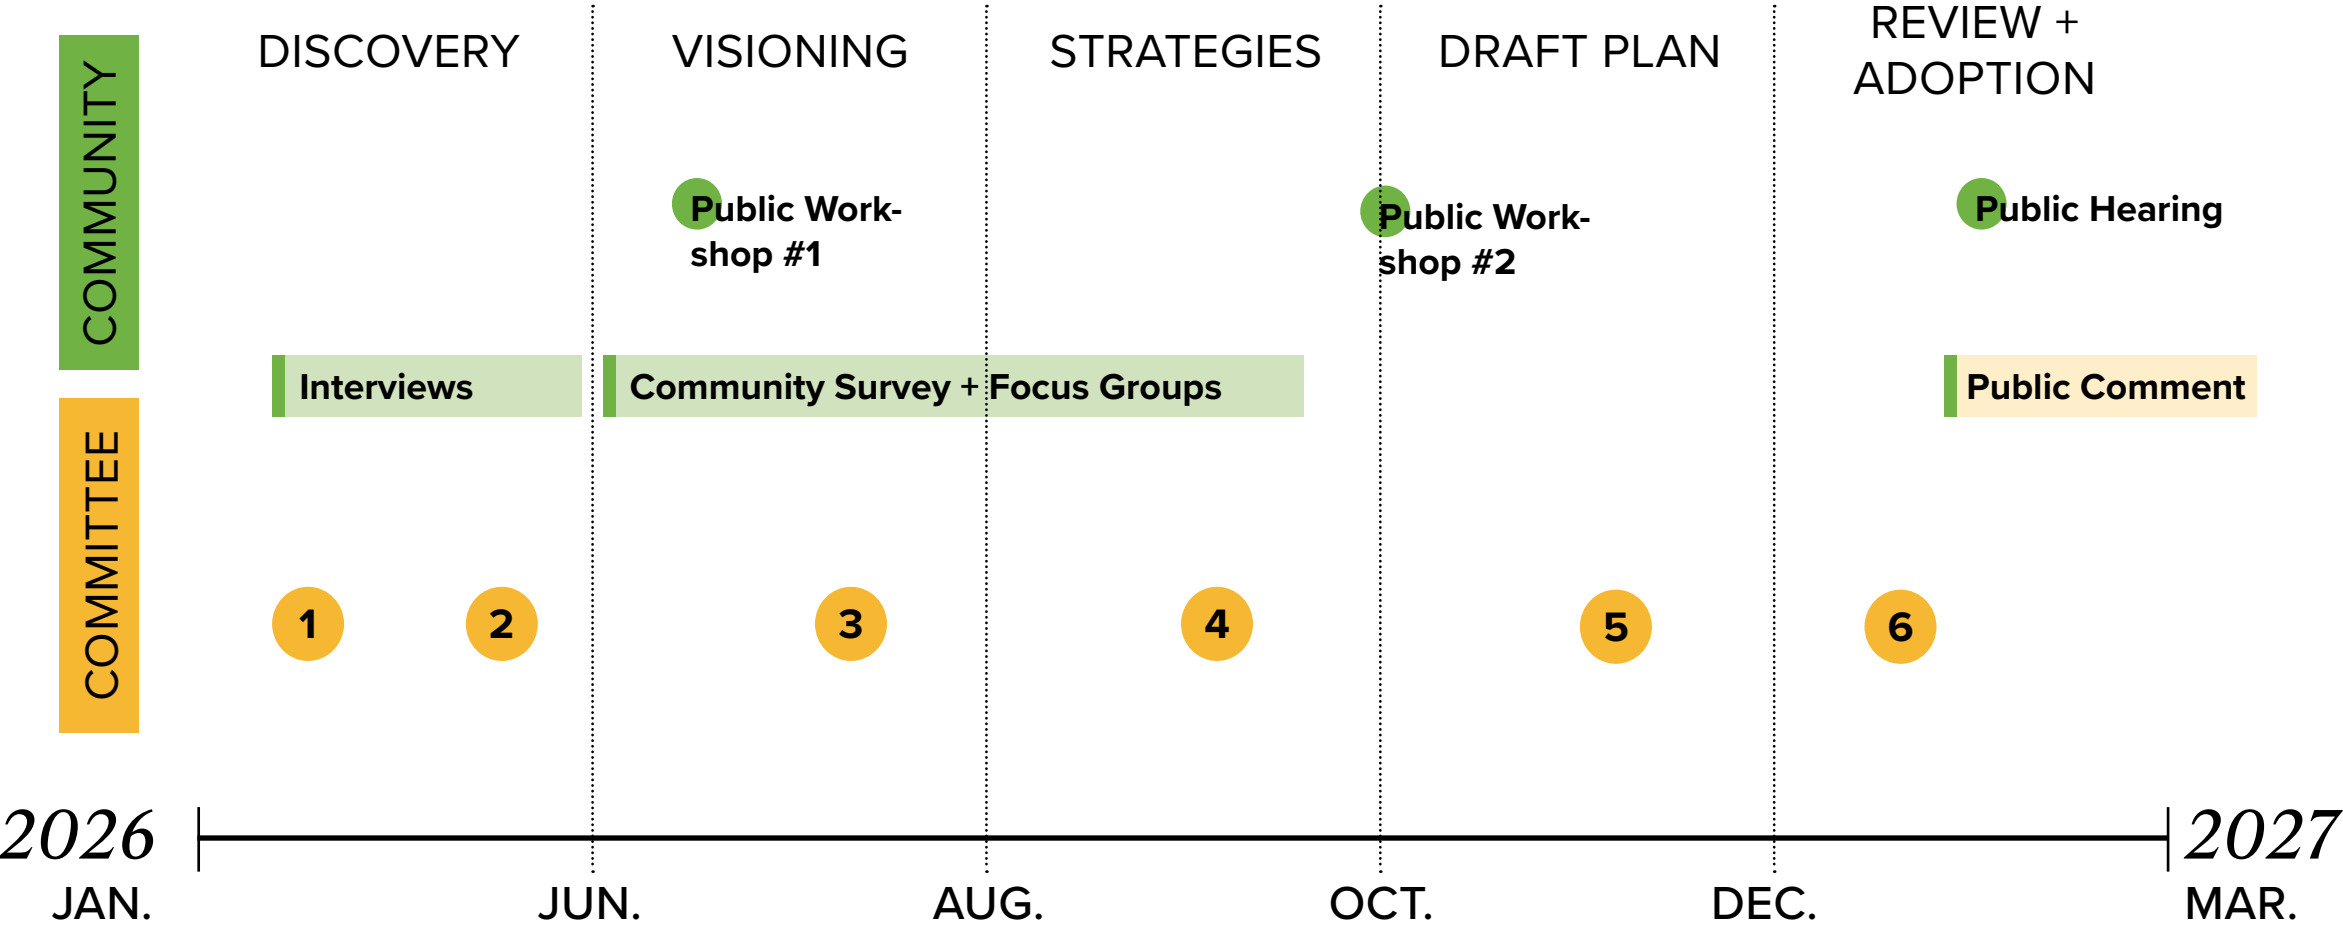 COMMUNITY
COMMITTEE
DISCOVERY
VISIONING
STRATEGIES
DRAFT PLAN
REVIEW +
ADOPTION
Public Work-
shop #1
Public Work-
shop #2
Public Hearing
Interviews
Community Survey + Focus Groups
Public Comment
1
2
3
4
5
6
2026
2027
JAN.
JUN.
AUG.
OCT.
DEC.
MAR.